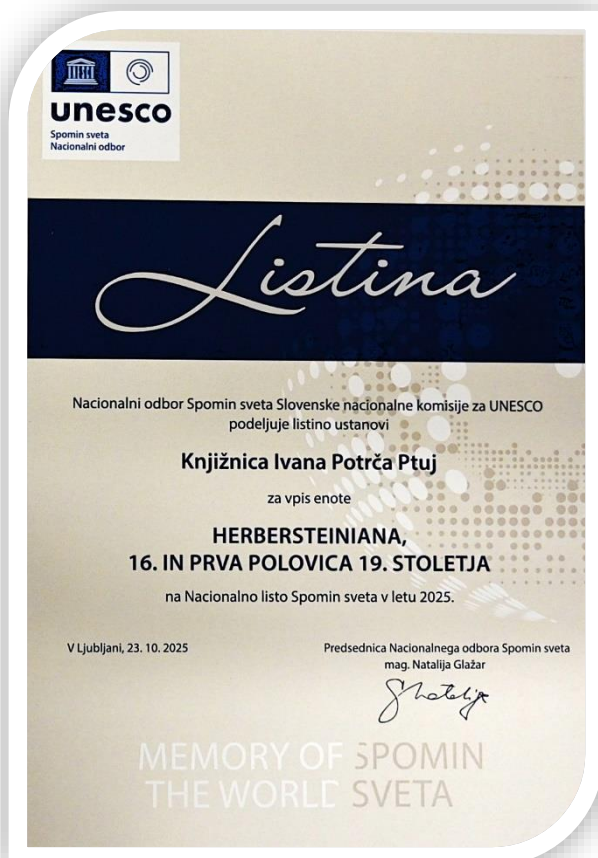 unesco
Spomin sveta
Nacionalni odbor
Listina
Nacionalni odbor Spomin sveta Slovenske nacionalne komisije za UNESCO
podeljuje listino ustanovi
Knjižnica Ivana Potrča Ptuj
za vpis enote
HERBERSTEINIANA,
16. IN PRVA POLOVICA 19. STOLETJA
na Nacionalno listo Spomin sveta v letu 2025.
V Ljubljani, 23. 10. 2025
Predsednica Nacionalnega odbora Spomin sveta
mag. Natalija Glažar
MEMORY OF SPOMIN
THE WORLD SVETA